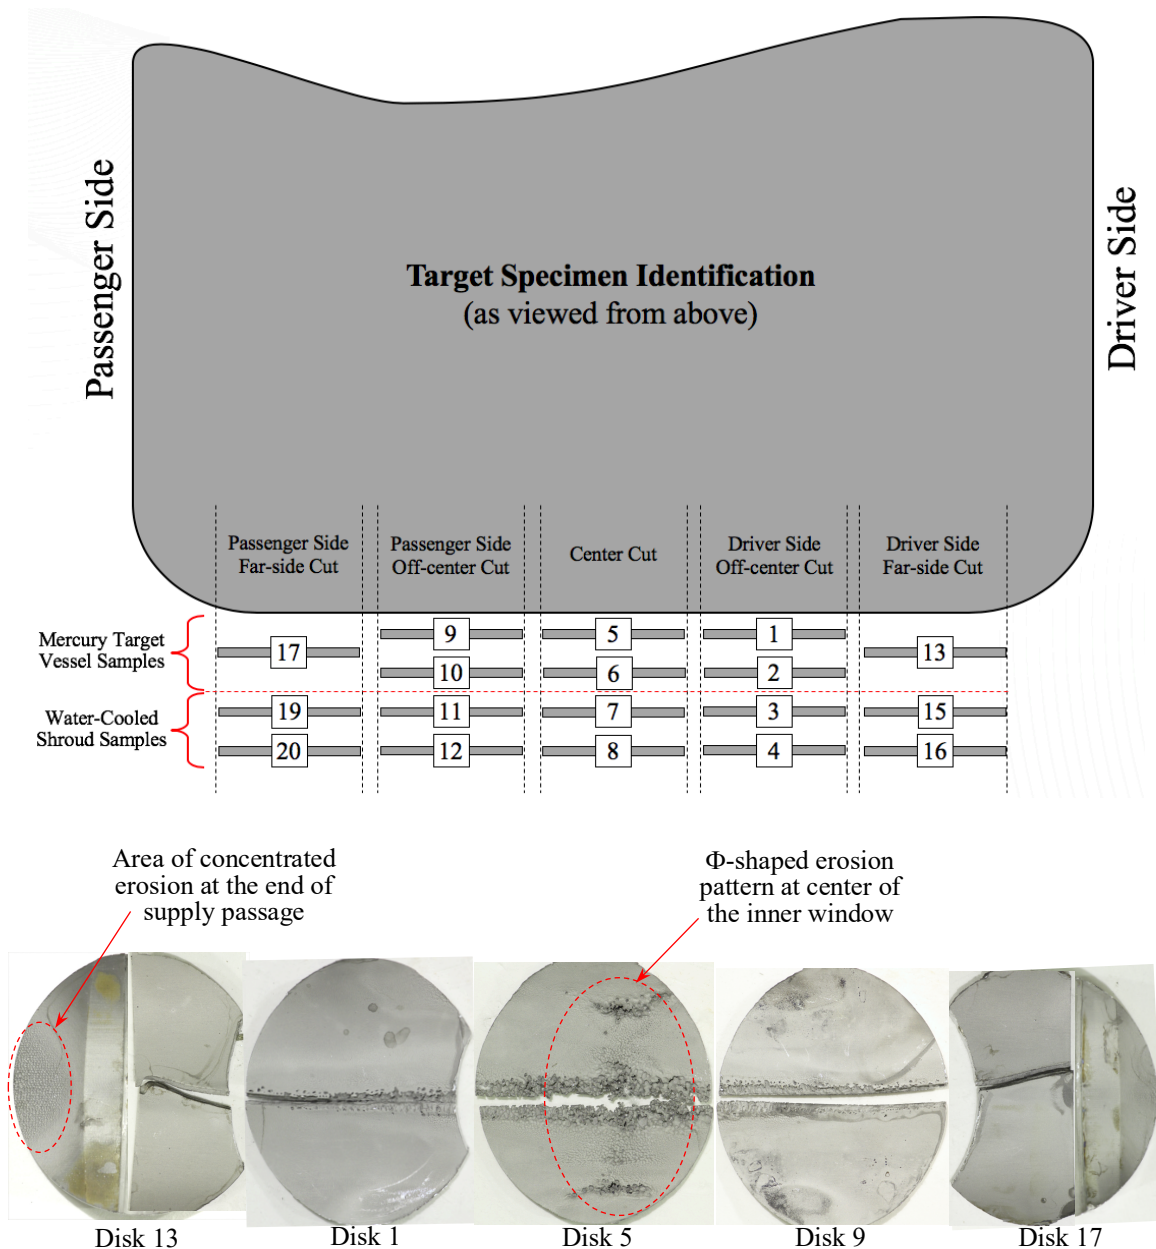 Passenger Side
Driver Side
Target Specimen Identification
(as viewed from above)
Passenger Side
Far-side Cut
Passenger Side
Off-center Cut
Center Cut
Driver Side
Off-center Cut
Driver Side
Far-side Cut
Mercury Target
Vessel Samples
17
9
10
5
6
1
2
13
Water-Cooled
Shroud Samples
19
20
11
12
7
8
3
4
15
16
Area of concentrated
erosion at the end of
supply passage
Φ-shaped erosion
pattern at center of
the inner window
Disk 13
Disk 1
Disk 5
Disk 9
Disk 17